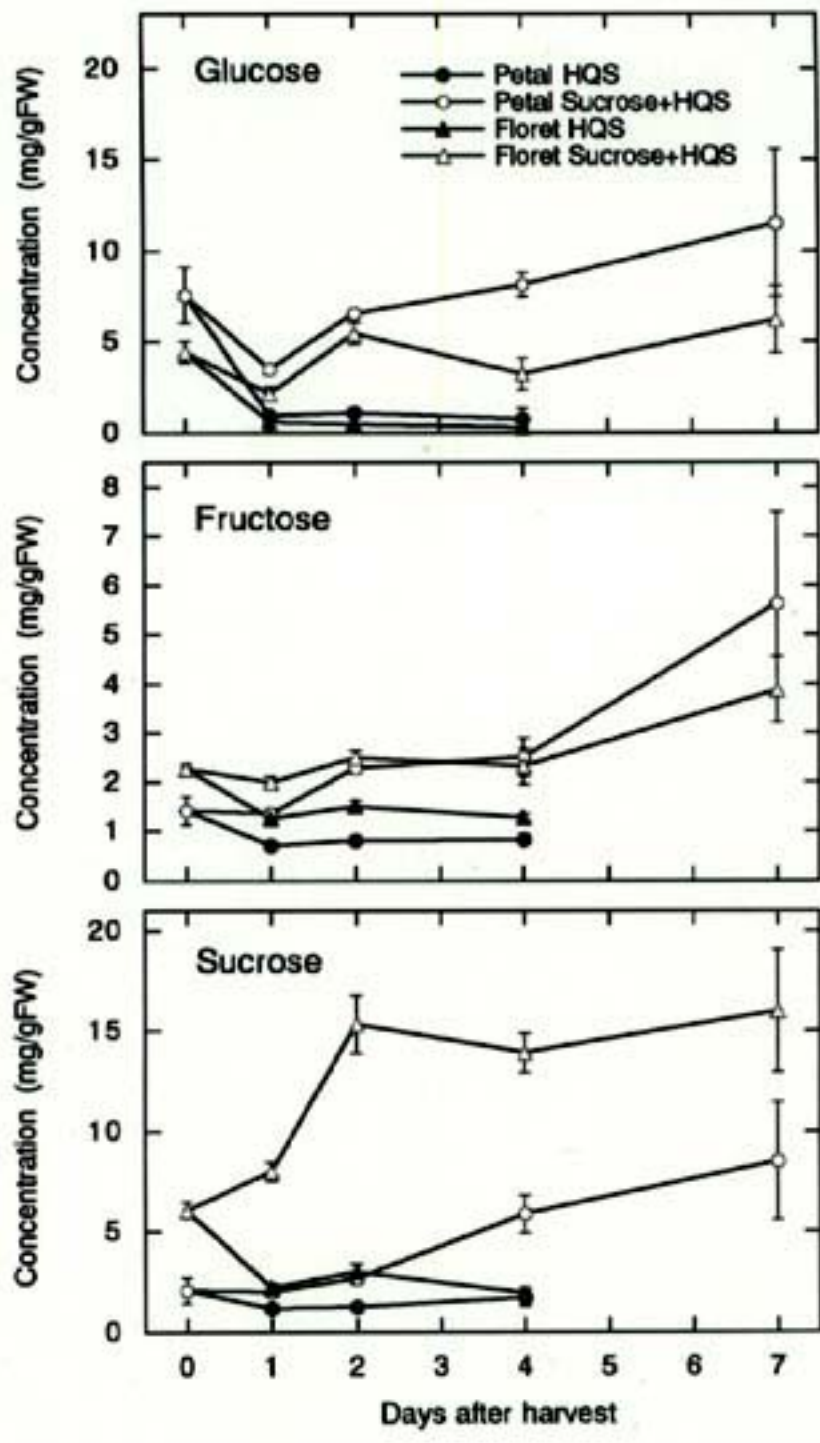 Glucose
Petal HQS
Petal Sucrose+HQS
Floret HQS
Floret Sucrose+HQS
20
15
10
5
0
Concentration (mg/gFW)
Fructose
8
7
6
5
4
3
2
1
0
Concentration (mg/gFW)
Sucrose
20
15
10
5
0
Concentration (mg/gFW)
0 1 2 3 4 5 6 7
Days after harvest